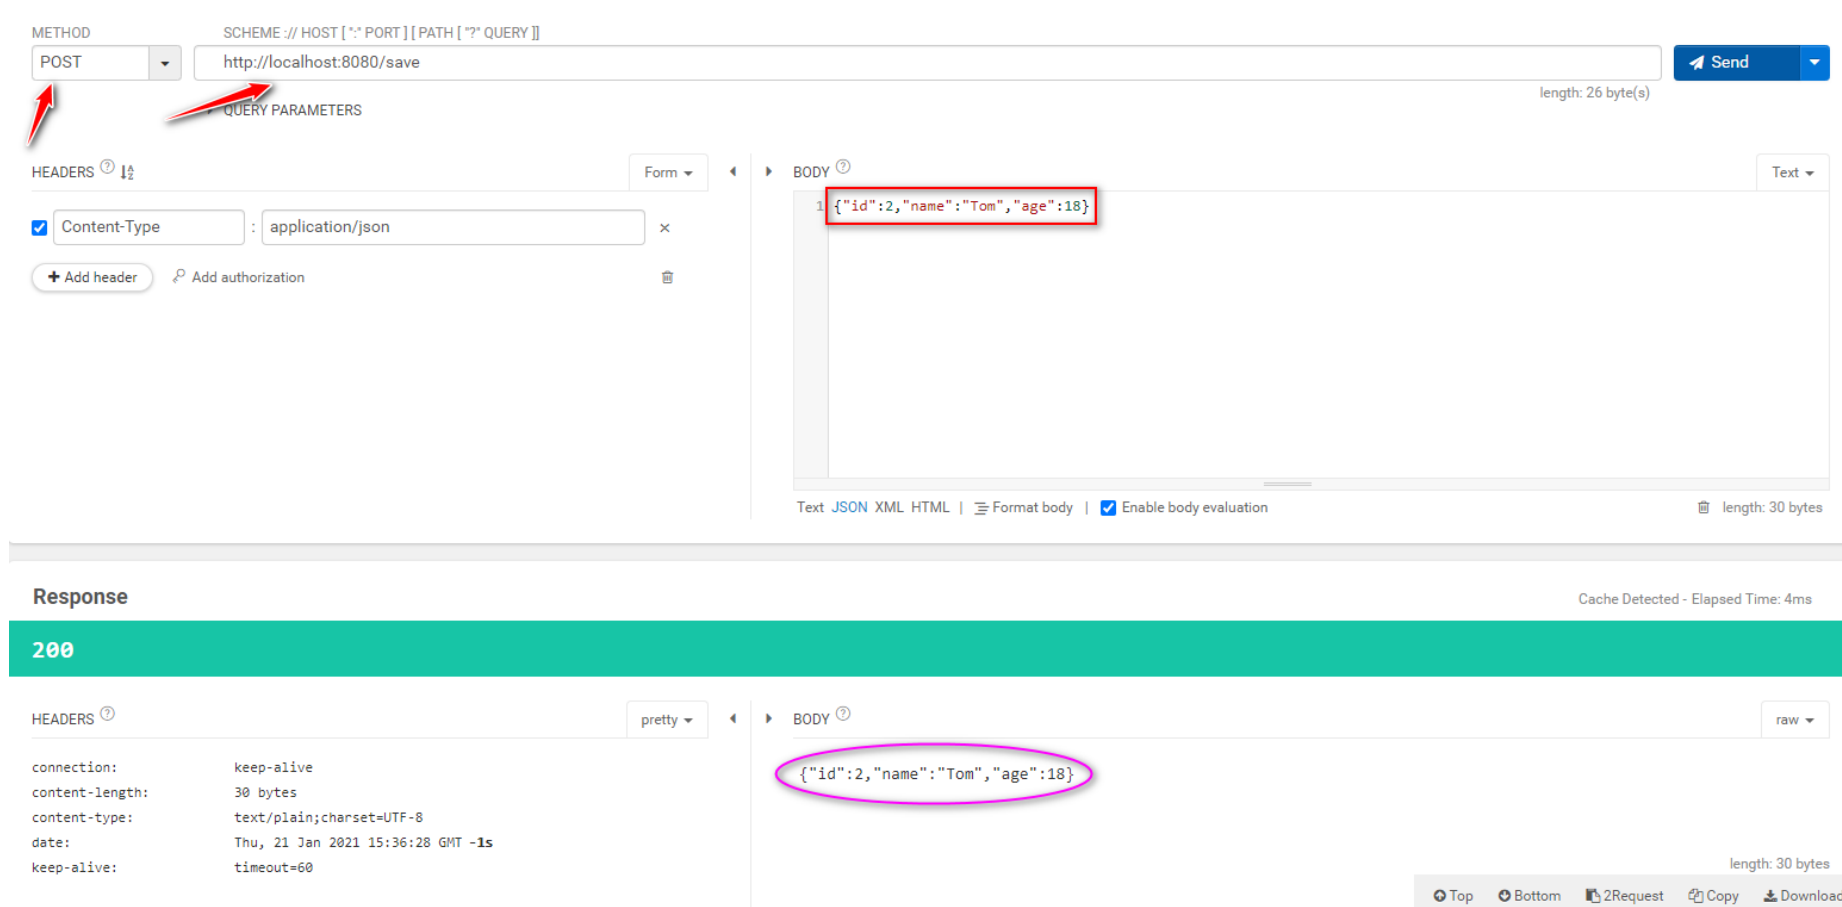 METHOD
SCHEME :// HOST [ ":" PORT ] [ PATH [ "?" QUERY ]]
POST
http://localhost:8080/save
Send
length: 26 byte(s)
QUERY PARAMETERS
HEADERS
Form
BODY
Text
1 {"id":2,"name":"Tom","age":18}
Content-Type : application/json ×
+ Add header
Add authorization
Text JSON XML HTML | Format body | Enable body evaluation
length: 30 bytes
Response
Cache Detected - Elapsed Time: 4ms
200
HEADERS
pretty
BODY
raw
connection: keep-alive
content-length: 30 bytes
content-type: text/plain;charset=UTF-8
date: Thu, 21 Jan 2021 15:36:28 GMT -1s
keep-alive: timeout=60
{"id":2,"name":"Tom","age":18}
length: 30 bytes
Top Bottom 2Request Copy Download